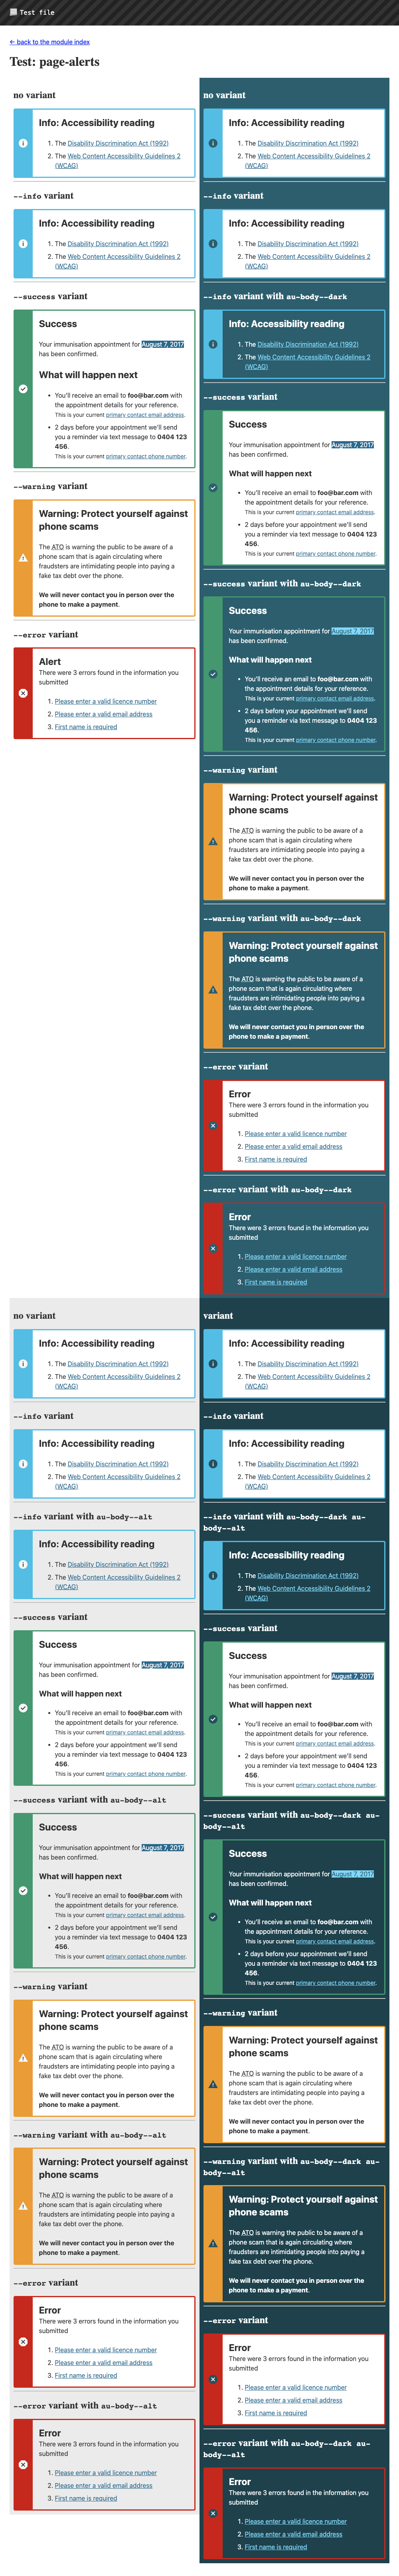 Test file
← back to the module index
Test: page-alerts
no variant
Info: Accessibility reading
1. The Disability Discrimination Act (1992)
2. The Web Content Accessibility Guidelines 2
(WCAG)
--info variant
Info: Accessibility reading
1. The Disability Discrimination Act (1992)
2. The Web Content Accessibility Guidelines 2
(WCAG)
--success variant
Success
Your immunisation appointment for August 7, 2017
has been confirmed.
What will happen next
• You'll receive an email to foo@bar.com with
the appointment details for your reference.
This is your current primary contact email address.
• 2 days before your appointment we'll send
you a reminder via text message to 0404 123
456.
This is your current primary contact phone number.
--warning variant
Warning: Protect yourself against
phone scams
The ATO is warning the public to be aware of a
phone scam that is again circulating where
fraudsters are intimidating people into paying a
fake tax debt over the phone.
We will never contact you in person over the
phone to make a payment.
--error variant
Alert
There were 3 errors found in the information you
submitted
1. Please enter a valid licence number
2. Please enter a valid email address
3. First name is required
no variant
Info: Accessibility reading
1. The Disability Discrimination Act (1992)
2. The Web Content Accessibility Guidelines 2
(WCAG)
--info variant
Info: Accessibility reading
1. The Disability Discrimination Act (1992)
2. The Web Content Accessibility Guidelines 2
(WCAG)
--info variant with au-body--dark
Info: Accessibility reading
1. The Disability Discrimination Act (1992)
2. The Web Content Accessibility Guidelines 2
(WCAG)
--success variant
Success
Your immunisation appointment for August 7, 2017
has been confirmed.
What will happen next
• You'll receive an email to foo@bar.com with
the appointment details for your reference.
This is your current primary contact email address.
• 2 days before your appointment we'll send
you a reminder via text message to 0404 123
456.
This is your current primary contact phone number.
--success variant with au-body--dark
Success
Your immunisation appointment for August 7, 2017
has been confirmed.
What will happen next
• You'll receive an email to foo@bar.com with
the appointment details for your reference.
This is your current primary contact email address.
• 2 days before your appointment we'll send
you a reminder via text message to 0404 123
456.
This is your current primary contact phone number.
--warning variant
Warning: Protect yourself against
phone scams
The ATO is warning the public to be aware of a
phone scam that is again circulating where
fraudsters are intimidating people into paying a
fake tax debt over the phone.
We will never contact you in person over the
phone to make a payment.
--warning variant with au-body--dark
Warning: Protect yourself against
phone scams
The ATO is warning the public to be aware of a
phone scam that is again circulating where
fraudsters are intimidating people into paying a
fake tax debt over the phone.
We will never contact you in person over the
phone to make a payment.
--error variant
Error
There were 3 errors found in the information you
submitted
1. Please enter a valid licence number
2. Please enter a valid email address
3. First name is required
--error variant with au-body--dark
Error
There were 3 errors found in the information you
submitted
1. Please enter a valid licence number
2. Please enter a valid email address
3. First name is required
no variant
Info: Accessibility reading
1. The Disability Discrimination Act (1992)
2. The Web Content Accessibility Guidelines 2
(WCAG)
--info variant
Info: Accessibility reading
1. The Disability Discrimination Act (1992)
2. The Web Content Accessibility Guidelines 2
(WCAG)
--info variant with au-body--alt
Info: Accessibility reading
1. The Disability Discrimination Act (1992)
2. The Web Content Accessibility Guidelines 2
(WCAG)
--success variant
Success
Your immunisation appointment for August 7, 2017
has been confirmed.
What will happen next
• You'll receive an email to foo@bar.com with
the appointment details for your reference.
This is your current primary contact email address.
• 2 days before your appointment we'll send
you a reminder via text message to 0404 123
456.
This is your current primary contact phone number.
--success variant with au-body--alt
Success
Your immunisation appointment for August 7, 2017
has been confirmed.
What will happen next
• You'll receive an email to foo@bar.com with
the appointment details for your reference.
This is your current primary contact email address.
• 2 days before your appointment we'll send
you a reminder via text message to 0404 123
456.
This is your current primary contact phone number.
--warning variant
Warning: Protect yourself against
phone scams
The ATO is warning the public to be aware of a
phone scam that is again circulating where
fraudsters are intimidating people into paying a
fake tax debt over the phone.
We will never contact you in person over the
phone to make a payment.
--warning variant with au-body--alt
Warning: Protect yourself against
phone scams
The ATO is warning the public to be aware of a
phone scam that is again circulating where
fraudsters are intimidating people into paying a
fake tax debt over the phone.
We will never contact you in person over the
phone to make a payment.
--error variant
Error
There were 3 errors found in the information you
submitted
1. Please enter a valid licence number
2. Please enter a valid email address
3. First name is required
--error variant with au-body--alt
Error
There were 3 errors found in the information you
submitted
1. Please enter a valid licence number
2. Please enter a valid email address
3. First name is required
variant
Info: Accessibility reading
1. The Disability Discrimination Act (1992)
2. The Web Content Accessibility Guidelines 2
(WCAG)
--info variant
Info: Accessibility reading
1. The Disability Discrimination Act (1992)
2. The Web Content Accessibility Guidelines 2
(WCAG)
--info variant with au-body--dark au-
body--alt
Info: Accessibility reading
1. The Disability Discrimination Act (1992)
2. The Web Content Accessibility Guidelines 2
(WCAG)
--success variant
Success
Your immunisation appointment for August 7, 2017
has been confirmed.
What will happen next
• You'll receive an email to foo@bar.com with
the appointment details for your reference.
This is your current primary contact email address.
• 2 days before your appointment we'll send
you a reminder via text message to 0404 123
456.
This is your current primary contact phone number.
--success variant with au-body--dark au-
body--alt
Success
Your immunisation appointment for August 7, 2017
has been confirmed.
What will happen next
• You'll receive an email to foo@bar.com with
the appointment details for your reference.
This is your current primary contact email address.
• 2 days before your appointment we'll send
you a reminder via text message to 0404 123
456.
This is your current primary contact phone number.
--warning variant
Warning: Protect yourself against
phone scams
The ATO is warning the public to be aware of a
phone scam that is again circulating where
fraudsters are intimidating people into paying a
fake tax debt over the phone.
We will never contact you in person over the
phone to make a payment.
--warning variant with au-body--dark au-
body--alt
Warning: Protect yourself against
phone scams
The ATO is warning the public to be aware of a
phone scam that is again circulating where
fraudsters are intimidating people into paying a
fake tax debt over the phone.
We will never contact you in person over the
phone to make a payment.
--error variant
Error
There were 3 errors found in the information you
submitted
1. Please enter a valid licence number
2. Please enter a valid email address
3. First name is required
--error variant with au-body--dark au-
body--alt
Error
There were 3 errors found in the information you
submitted
1. Please enter a valid licence number
2. Please enter a valid email address
3. First name is required